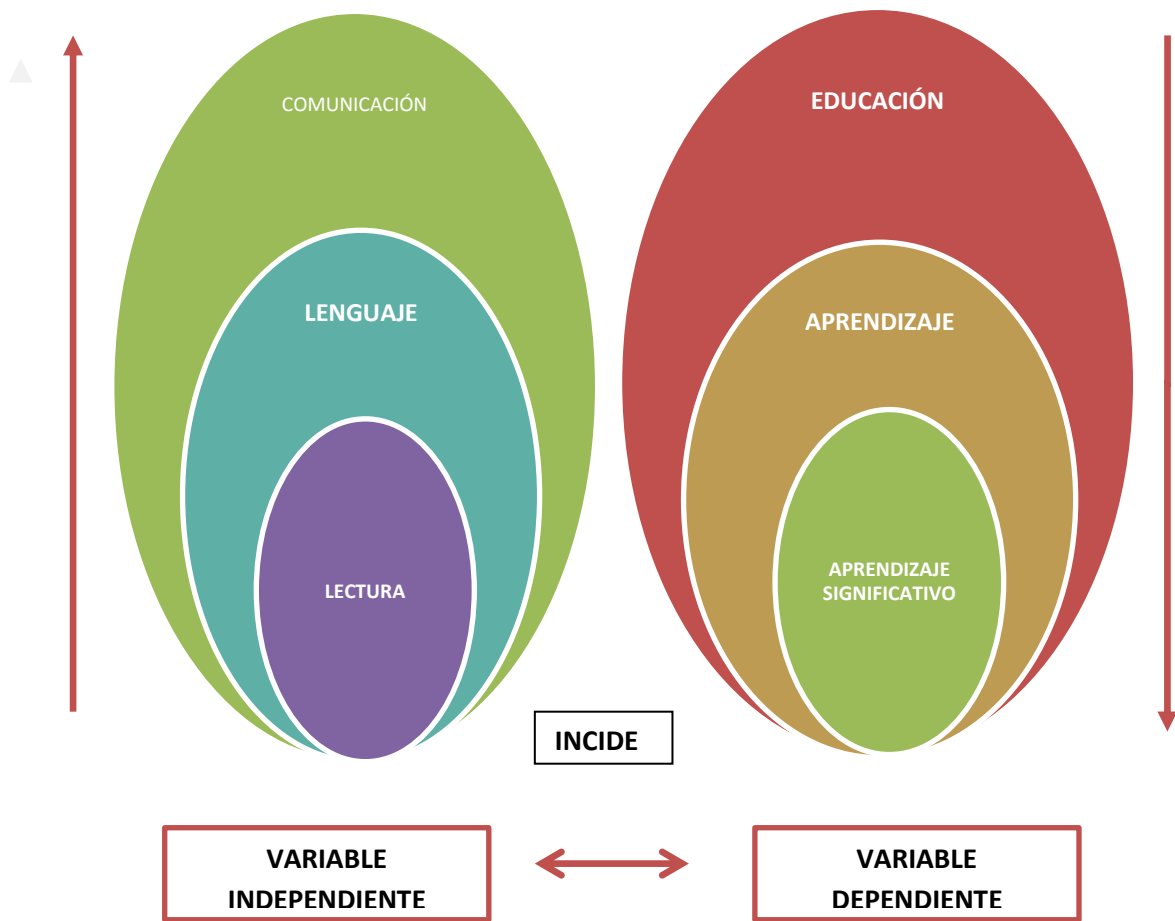 COMUNICACIÓN
LENGUAJE
LECTURA
EDUCACIÓN
APRENDIZAJE
APRENDIZAJE
SIGNIFICATIVO
INCIDE
VARIABLE
INDEPENDIENTE
VARIABLE
DEPENDIENTE